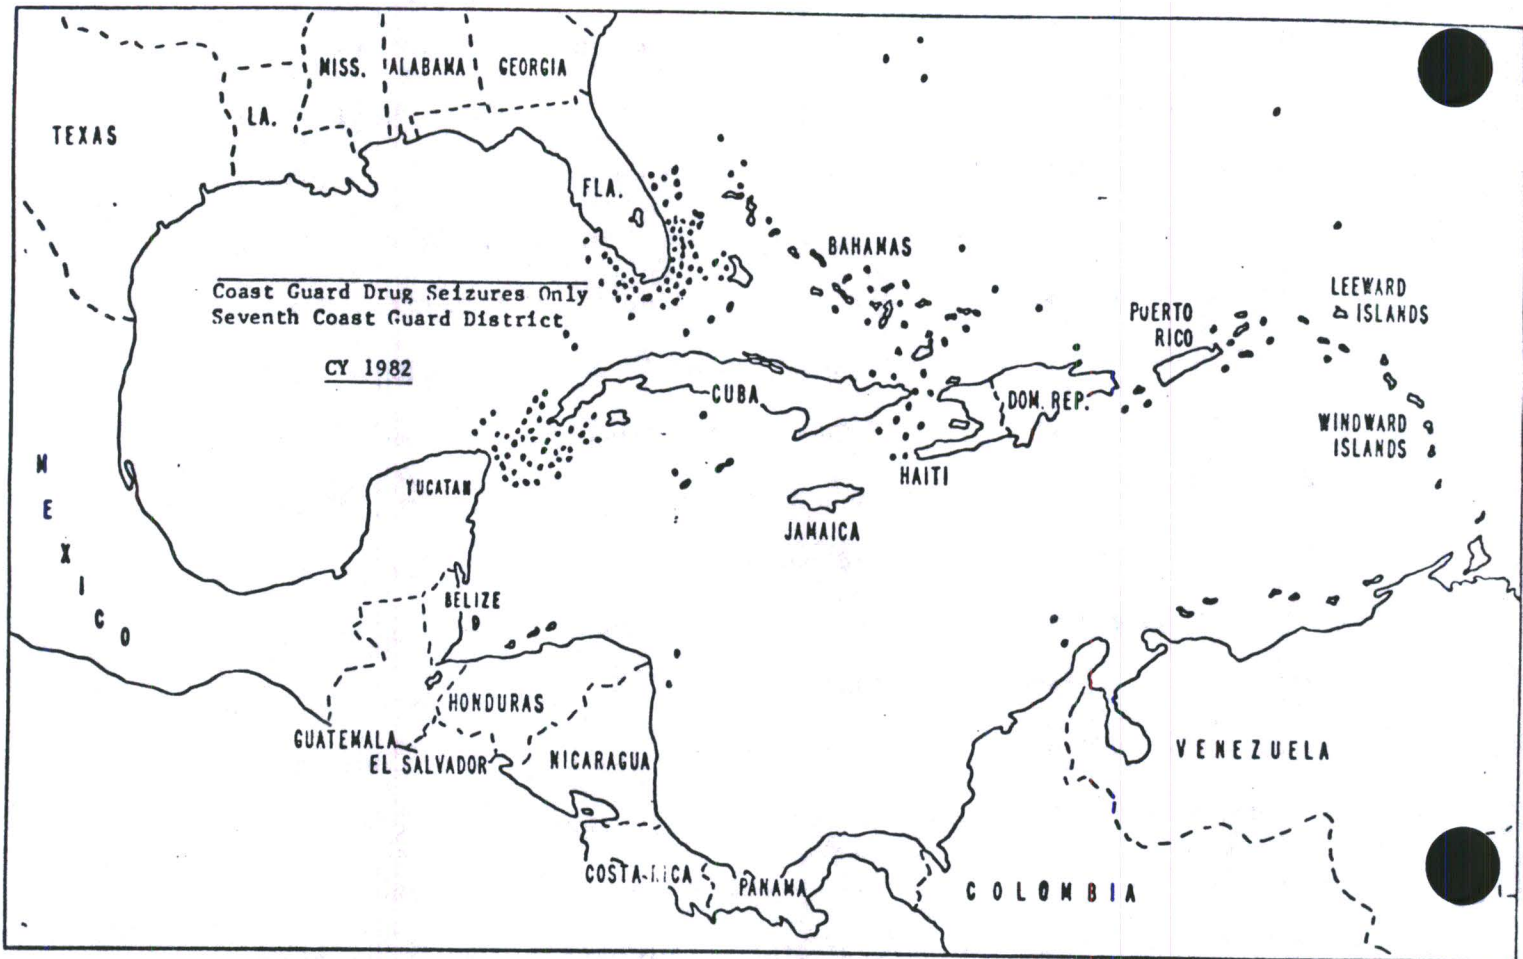 MISS.
ALABAMA
GEORGIA
LA.
TEXAS
FLA.
BAHAMAS
Coast Guard Drug Seizures Only
Seventh Coast Guard District
CY 1982
LEEWARD
ISLANDS
PUERTO
RICO
CUBA
DOM. REP.
WINDWARD
ISLANDS
HAITI
YUCATAN
JAMAICA
MEXICO
BELIZE
HONDURAS
GUATEMALA
EL SALVADOR
NICARAGUA
VENEZUELA
COSTA RICA
PANAMA
COLOMBIA